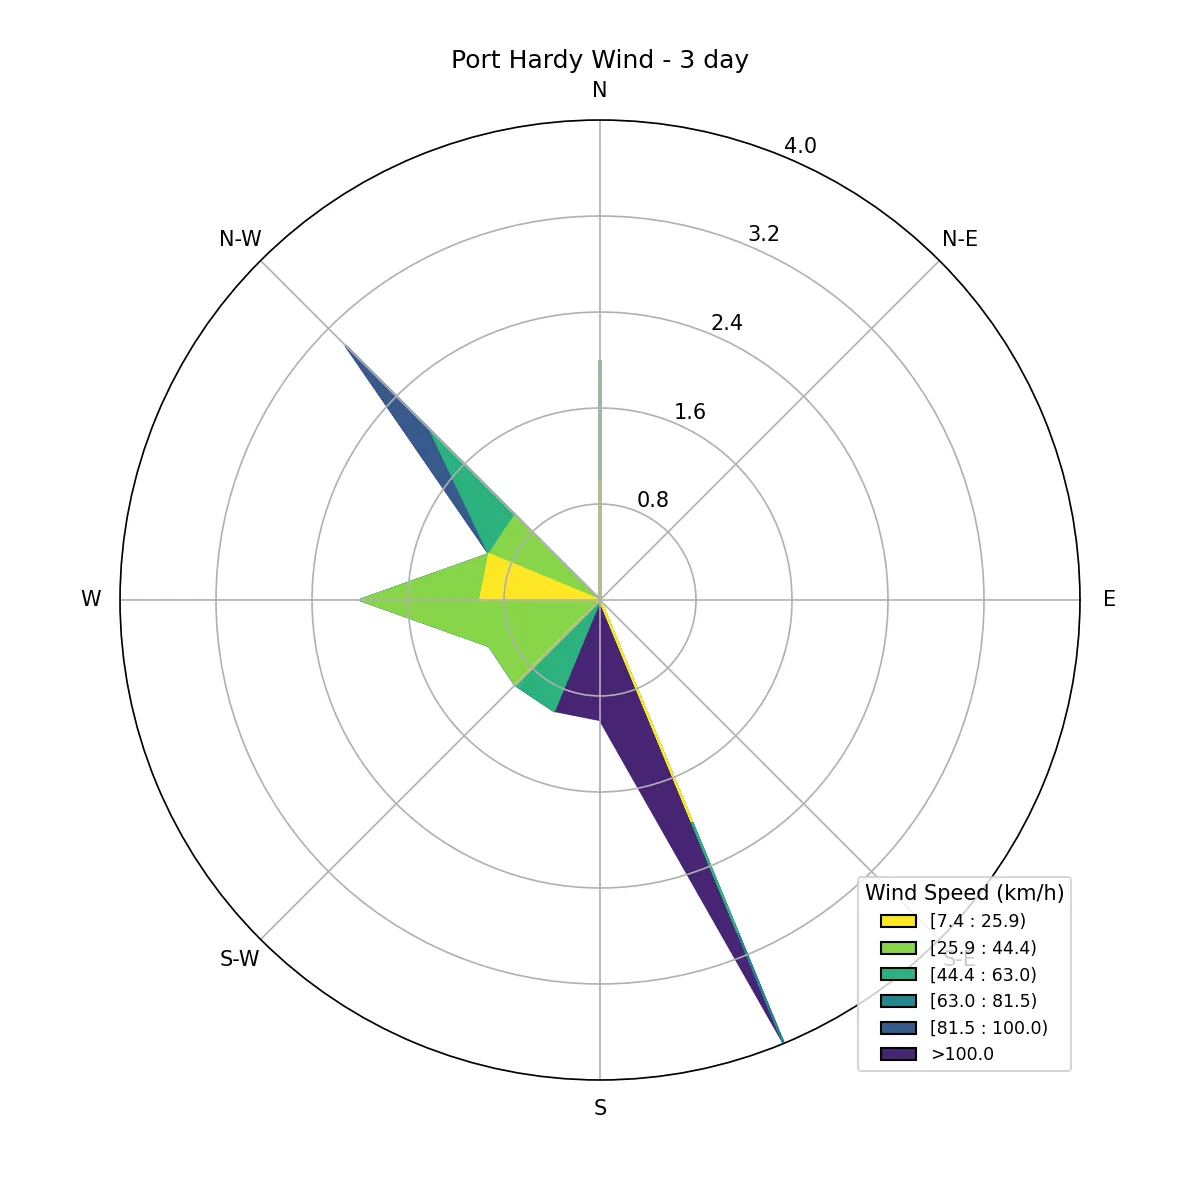 Port Hardy Wind - 3 day
N
4.0
N-W
N-E
3.2
2.4
1.6
0.8
W
E
Wind Speed (km/h)
[7.4 : 25.9)
[25.9 : 44.4)
S-W
S-E
[44.4 : 63.0)
[63.0 : 81.5)
[81.5 : 100.0)
>100.0
S